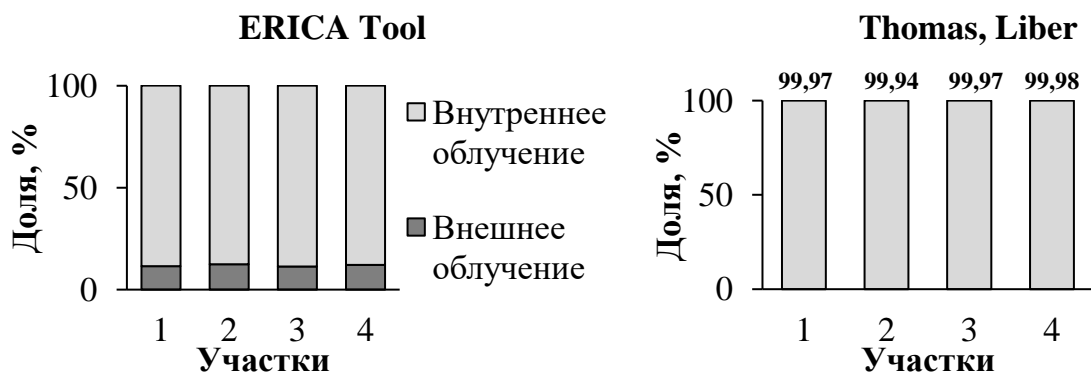 ERICA Tool
Доля, %
100
50
0
1 2 3 4
Участки
Внутреннее
облучение
Внешнее
облучение
Thomas, Liber
Доля, %
99,97 99,94 99,97 99,98
100
50
0
1 2 3 4
Участки